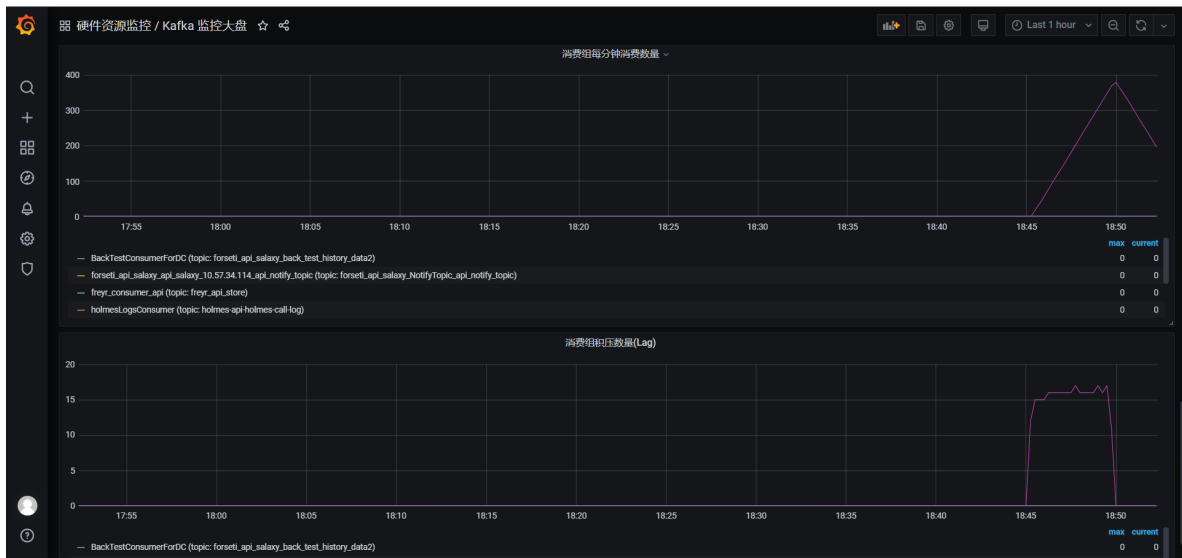 硬件资源监控 / Kafka 监控大盘
Last 1 hour
消费组每分钟消费数量
400
300
200
100
0
17:55 18:00 18:05 18:10 18:15 18:20 18:25 18:30 18:35 18:40 18:45 18:50
max current
BackTestConsumerForDC (topic: forseti_api_salaxy_back_test_history_data2) 0 0
forseti_api_salaxy_api_salaxy_10.57.34.114_api_notify_topic (topic: forseti_api_salaxy_NotifyTopic_api_notify_topic) 0 0
freyr_consumer_api (topic: freyr_api_store) 0 0
holmesLogsConsumer (topic: holmes-api-holmes-call-log) 0 0
消费组积压数量(Lag)
20
15
10
5
0
17:55 18:00 18:05 18:10 18:15 18:20 18:25 18:30 18:35 18:40 18:45 18:50
max current
BackTestConsumerForDC (topic: forseti_api_salaxy_back_test_history_data2) 0 0